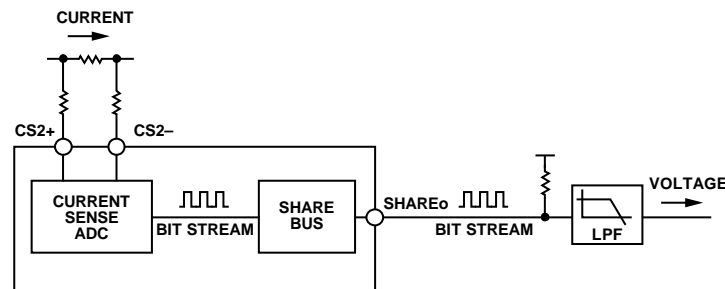 CURRENT
CS2+
CS2–
CURRENT
SENSE
ADC
BIT STREAM
SHARE
BUS
SHAREo
BIT STREAM
LPF
VOLTAGE